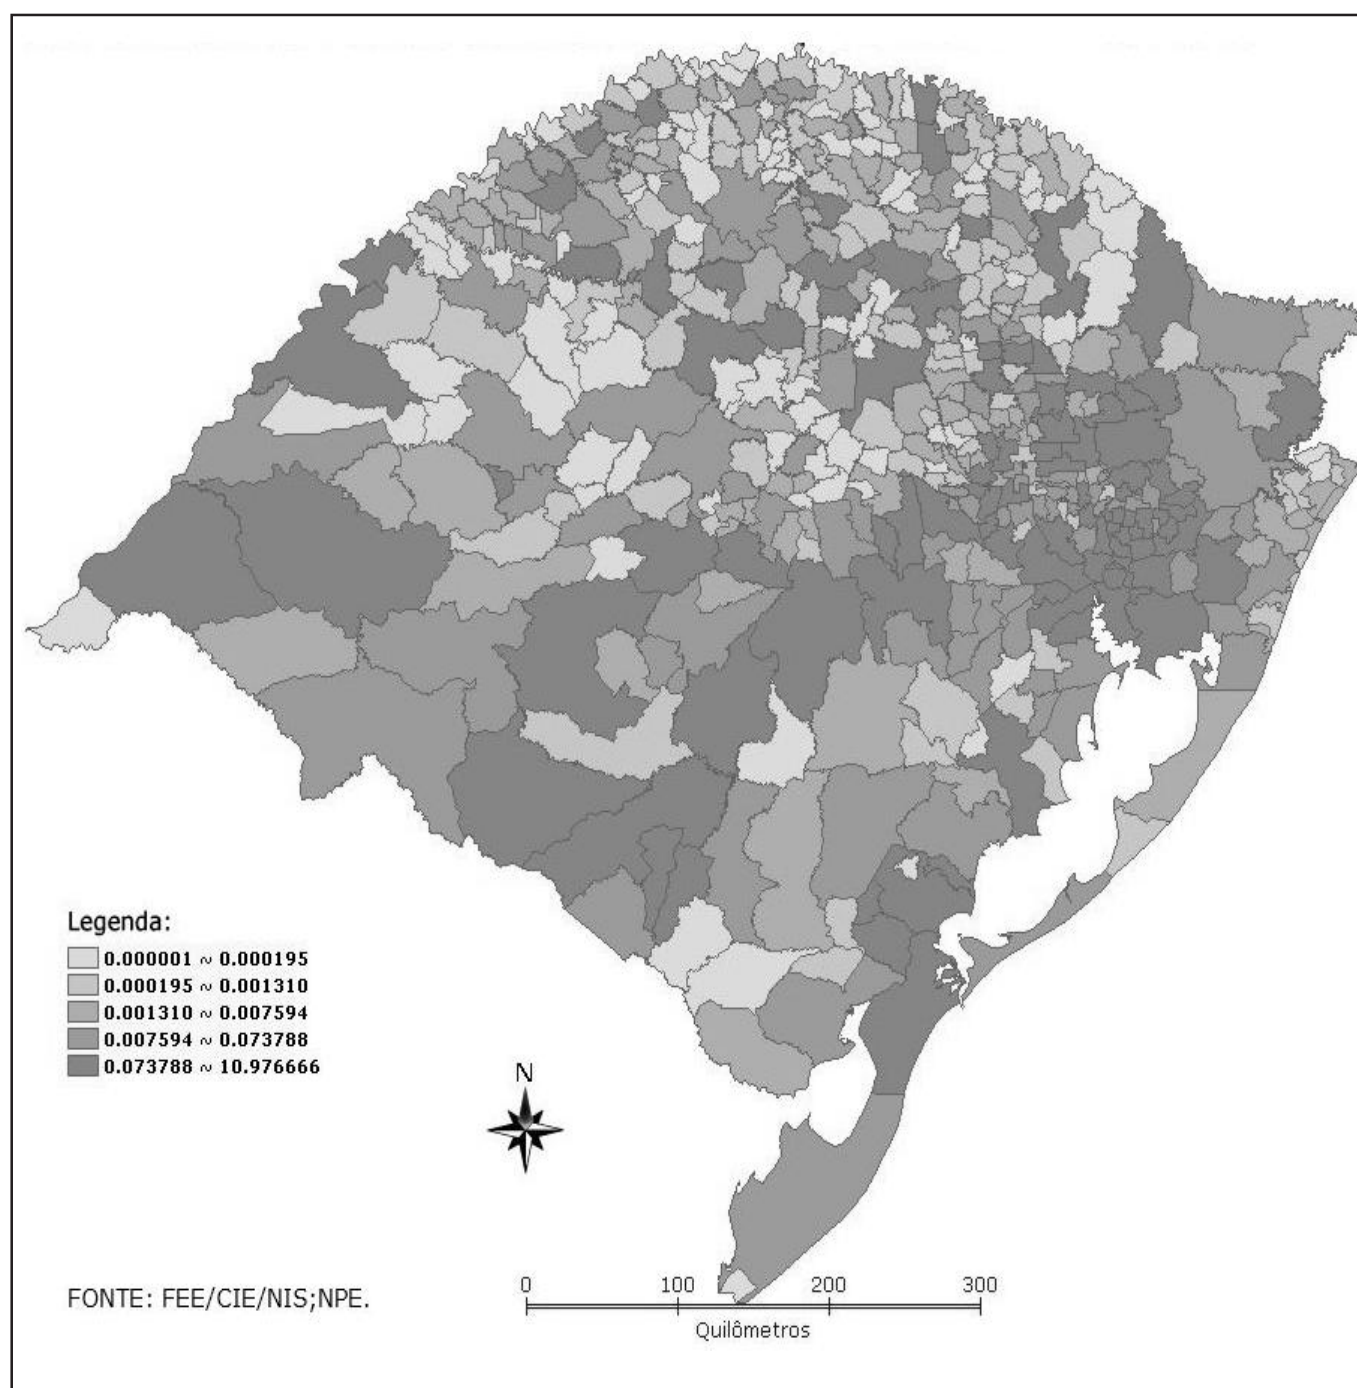 Legenda:
0.000001 ~ 0.000195
0.000195 ~ 0.001310
0.001310 ~ 0.007594
0.007594 ~ 0.073788
0.073788 ~ 10.976666
N
FONTE: FEE/CIE/NIS;NPE.
0 100 200 300
Quilômetros